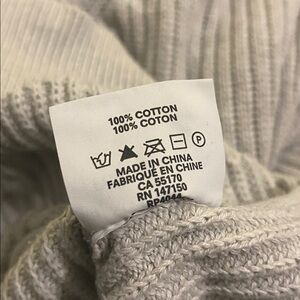 100% COTTON
100% COTON
P
MADE IN CHINA
FABRIQUÉ EN CHINE
CA 55170
RN 147150